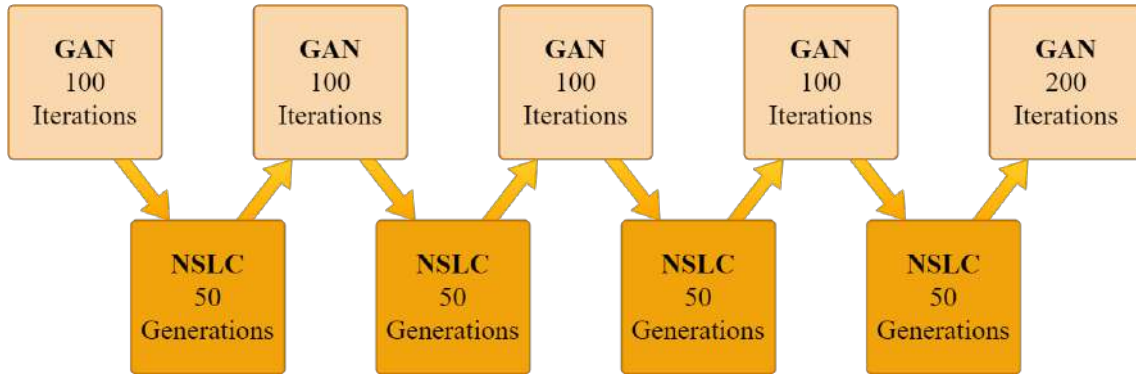 GAN
100
Iterations
GAN
100
Iterations
GAN
100
Iterations
GAN
100
Iterations
GAN
200
Iterations
NSLC
50
Generations
NSLC
50
Generations
NSLC
50
Generations
NSLC
50
Generations